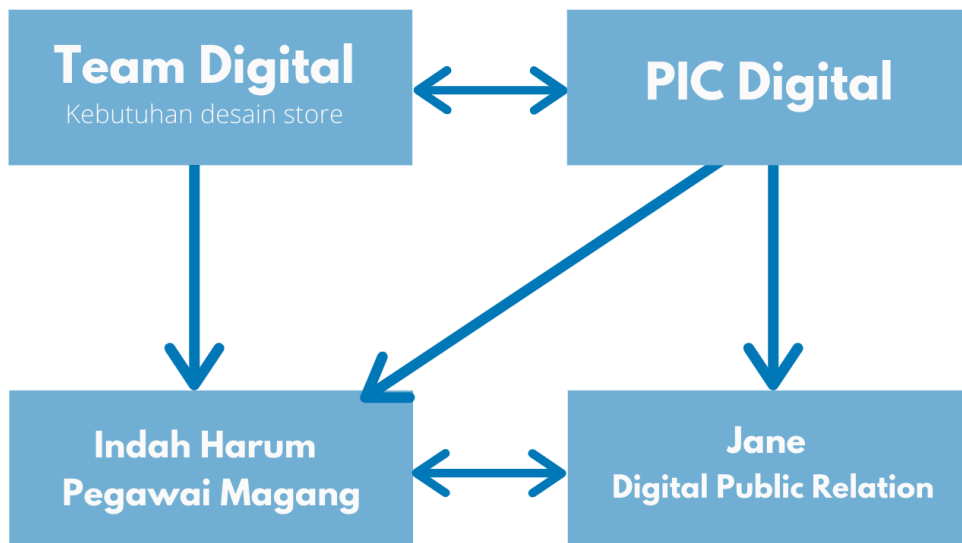 Team Digital
Kebutuhan desain store
PIC Digital
Indah Harum
Pegawai Magang
Jane
Digital Public Relation